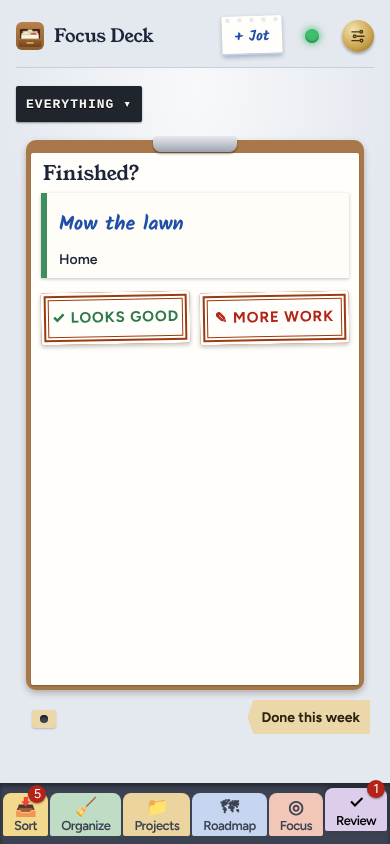 Focus Deck
+ Jot
EVERYTHING ▾
Finished?
Mow the lawn
Home
✓ LOOKS GOOD
✎ MORE WORK
Done this week
5
Sort
Organize
Projects
Roadmap
Focus
1
Review